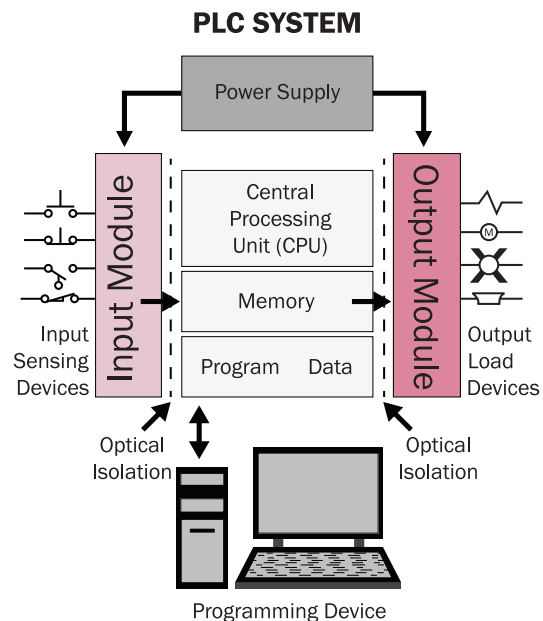 PLC SYSTEM
Power Supply
Input Module
Central
Processing
Unit (CPU)
Memory
Program Data
Output Module
M
Input
Sensing
Devices
Output
Load
Devices
Optical
Isolation
Optical
Isolation
Programming Device